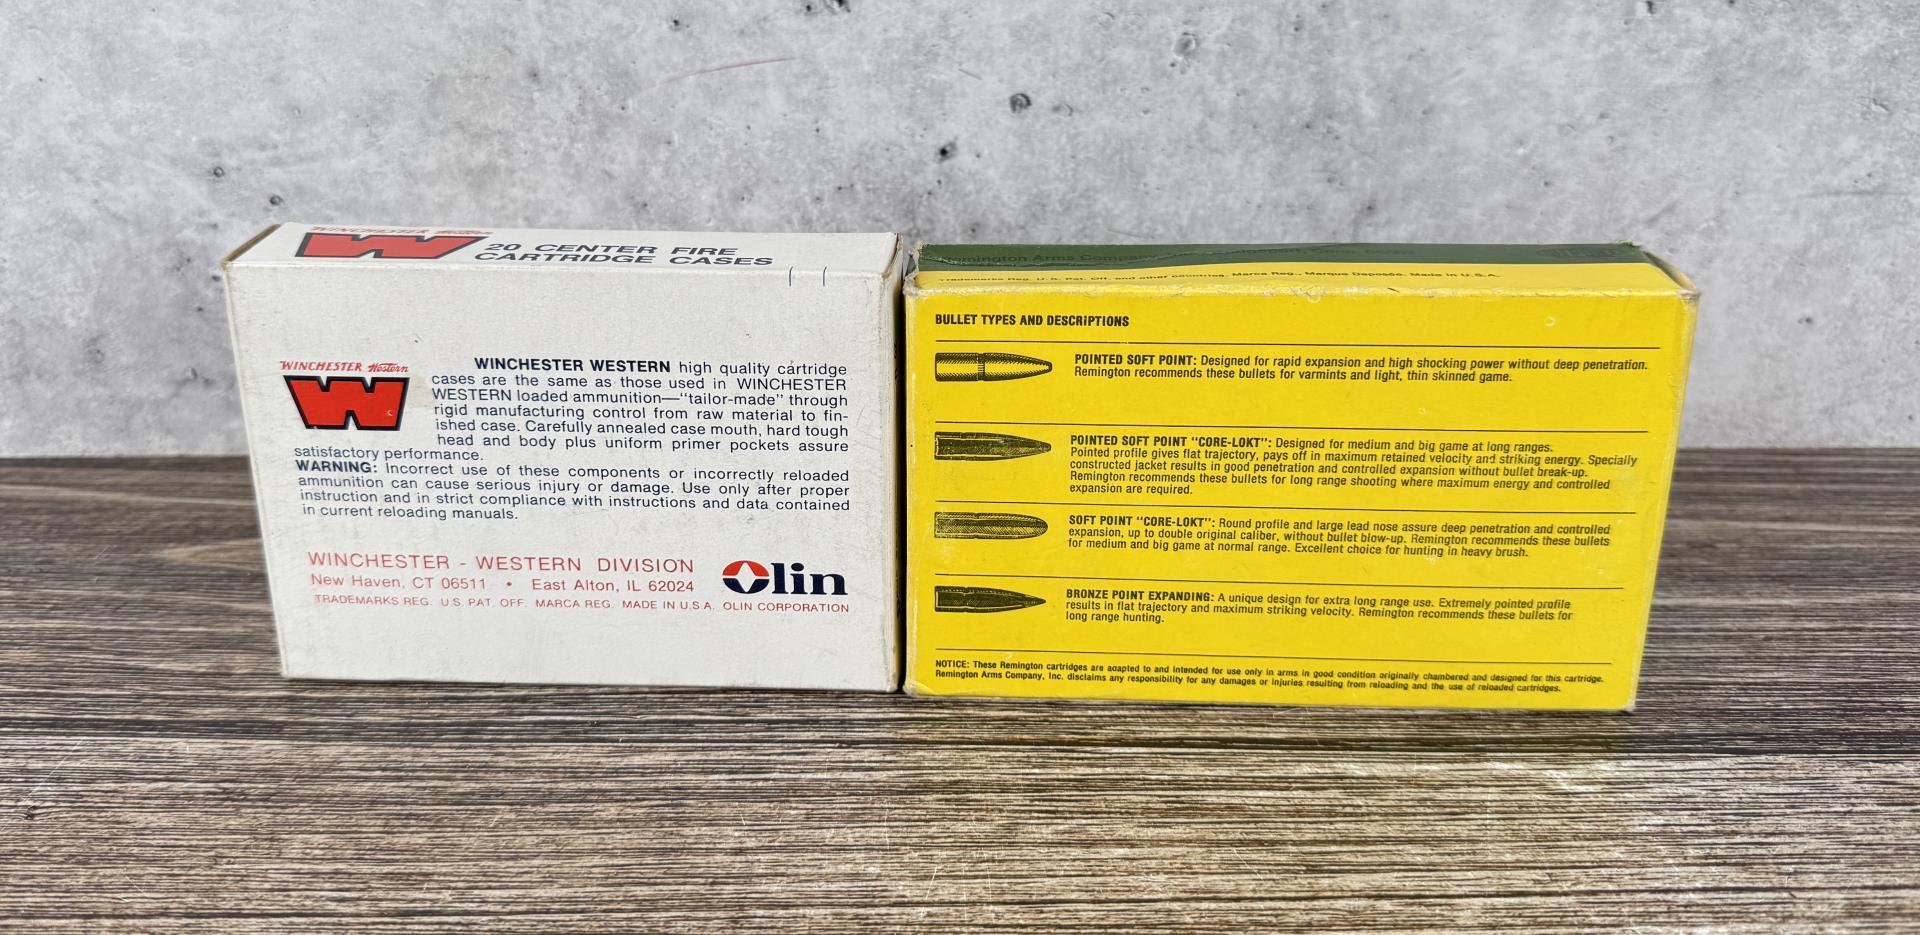 WINCHESTER Western
20 CENTER FIRE
CARTRIDGE CASES
WINCHESTER Western
WINCHESTER WESTERN high quality cartridge
cases are the same as those used in WINCHESTER
WESTERN loaded ammunition—"tailor-made" through
rigid manufacturing control from raw material to fin-
ished case. Carefully annealed case mouth, hard tough
head and body plus uniform primer pockets assure
satisfactory performance.
WARNING: Incorrect use of these components or incorrectly reloaded
ammunition can cause serious injury or damage. Use only after proper
instruction and in strict compliance with instructions and data contained
in current reloading manuals.
WINCHESTER - WESTERN DIVISION
New Haven, CT 06511 • East Alton, IL 62024
TRADEMARKS REG. U.S. PAT. OFF. MARCA REG. MADE IN U.S.A. OLIN CORPORATION
Olin
Remington Arms Company
Trademarks Reg. U.S. Pat. Off. and other countries. Marca Reg., Marque Deposée. Made in U.S.A.
BULLET TYPES AND DESCRIPTIONS
POINTED SOFT POINT: Designed for rapid expansion and high shocking power without deep penetration.
Remington recommends these bullets for varmints and light, thin skinned game.
POINTED SOFT POINT "CORE-LOKT": Designed for medium and big game at long ranges.
Pointed profile gives flat trajectory, pays off in maximum retained velocity and striking energy. Specially
constructed jacket results in good penetration and controlled expansion without bullet break-up.
Remington recommends these bullets for long range shooting where maximum energy and controlled
expansion are required.
SOFT POINT "CORE-LOKT": Round profile and large lead nose assure deep penetration and controlled
expansion, up to double original caliber, without bullet blow-up. Remington recommends these bullets
for medium and big game at normal range. Excellent choice for hunting in heavy brush.
BRONZE POINT EXPANDING: A unique design for extra long range use. Extremely pointed profile
results in flat trajectory and maximum striking velocity. Remington recommends these bullets for
long range hunting.
NOTICE: These Remington cartridges are adapted to and intended for use only in arms in good condition originally chambered and designed for this cartridge.
Remington Arms Company, Inc. disclaims any responsibility for any damages or injuries resulting from reloading and the use of reloaded cartridges.